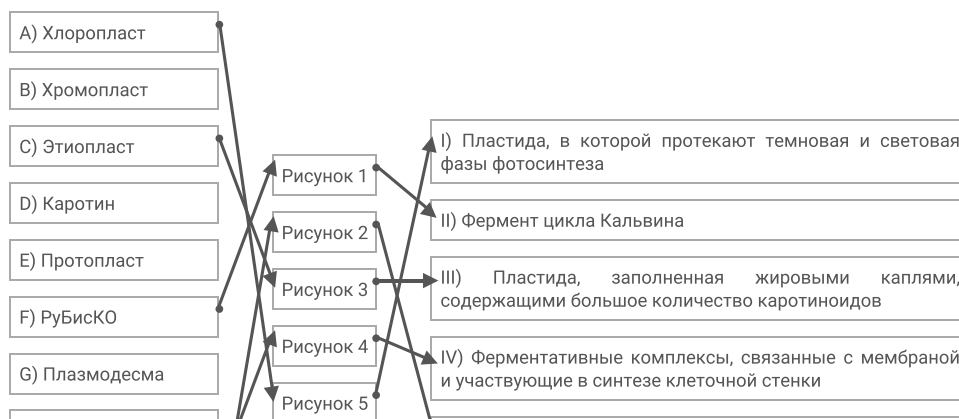 A) Хлоропласт
B) Хромопласт
C) Этиопласт
D) Каротин
E) Протопласт
F) РуБисКО
G) Плазмодесма
Рисунок 1
Рисунок 2
Рисунок 3
Рисунок 4
Рисунок 5
I) Пластида, в которой протекают темновая и световая
фазы фотосинтеза
II) Фермент цикла Кальвина
III) Пластида, заполненная жировыми каплями,
содержащими большое количество каротиноидов
IV) Ферментативные комплексы, связанные с мембраной
и участвующие в синтезе клеточной стенки